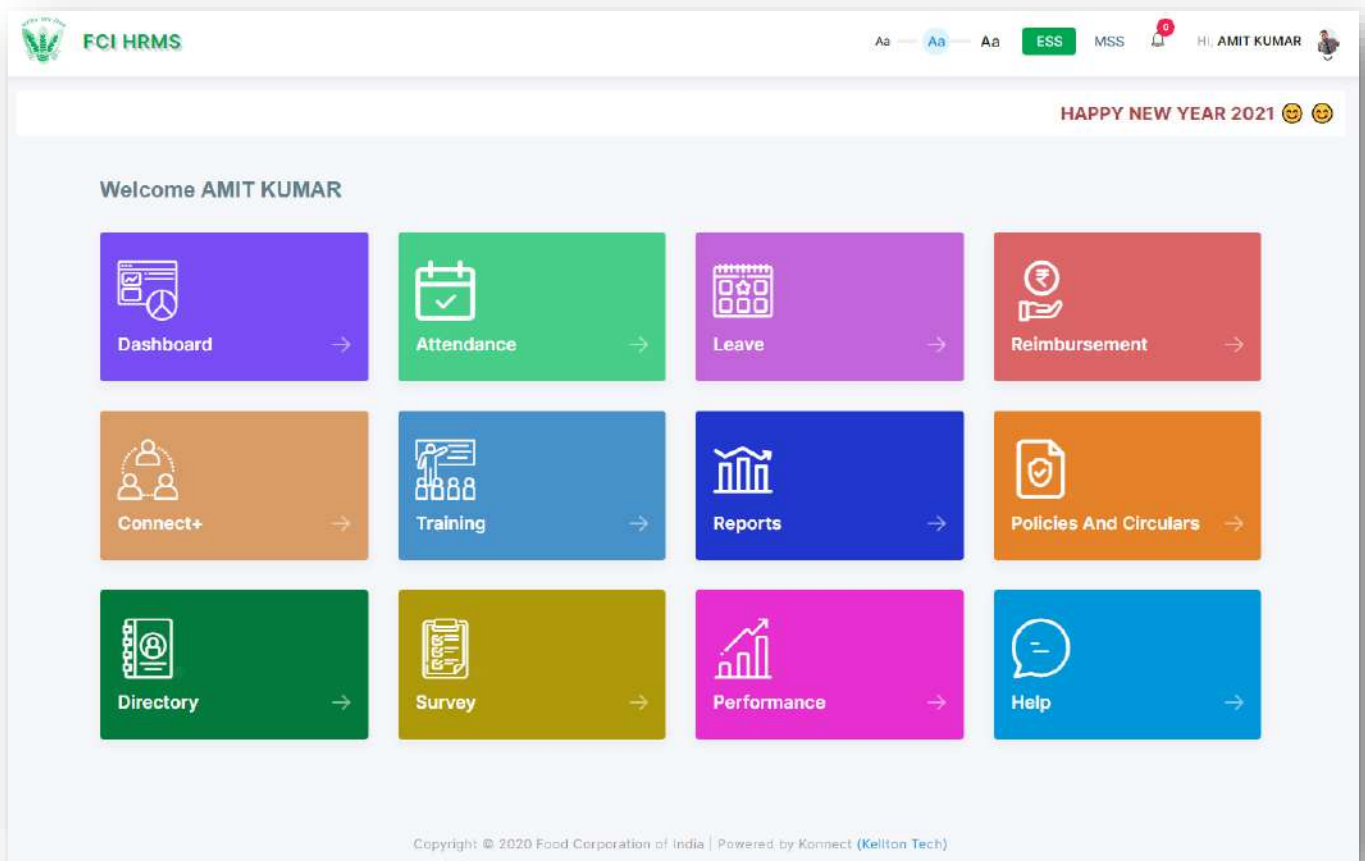 FCI HRMS
Aa Aa Aa ESS MSS 0 Hi, AMIT KUMAR
HAPPY NEW YEAR 2021 😊 😊
Welcome AMIT KUMAR
Dashboard
Attendance
Leave
Reimbursement
Connect+
Training
Reports
Policies And Circulars
Directory
Survey
Performance
Help
Copyright © 2020 Food Corporation of India | Powered by Konnect (Kellton Tech)